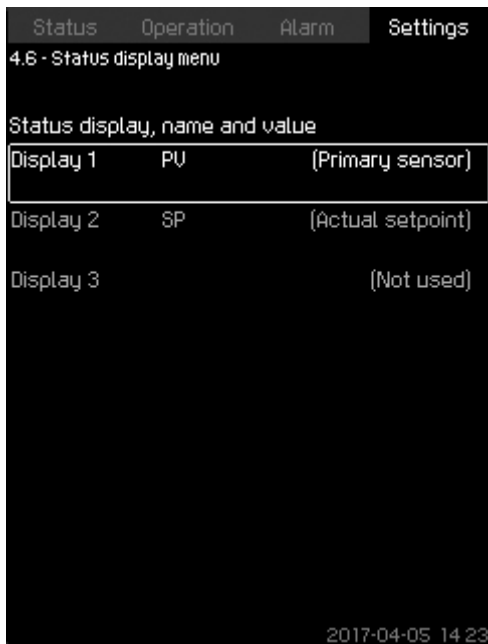 Status Operation Alarm Settings
4.6 - Status display menu
Status display, name and value
Display 1 PV (Primary sensor)
Display 2 SP (Actual setpoint)
Display 3 (Not used)
2017-04-05 14:23